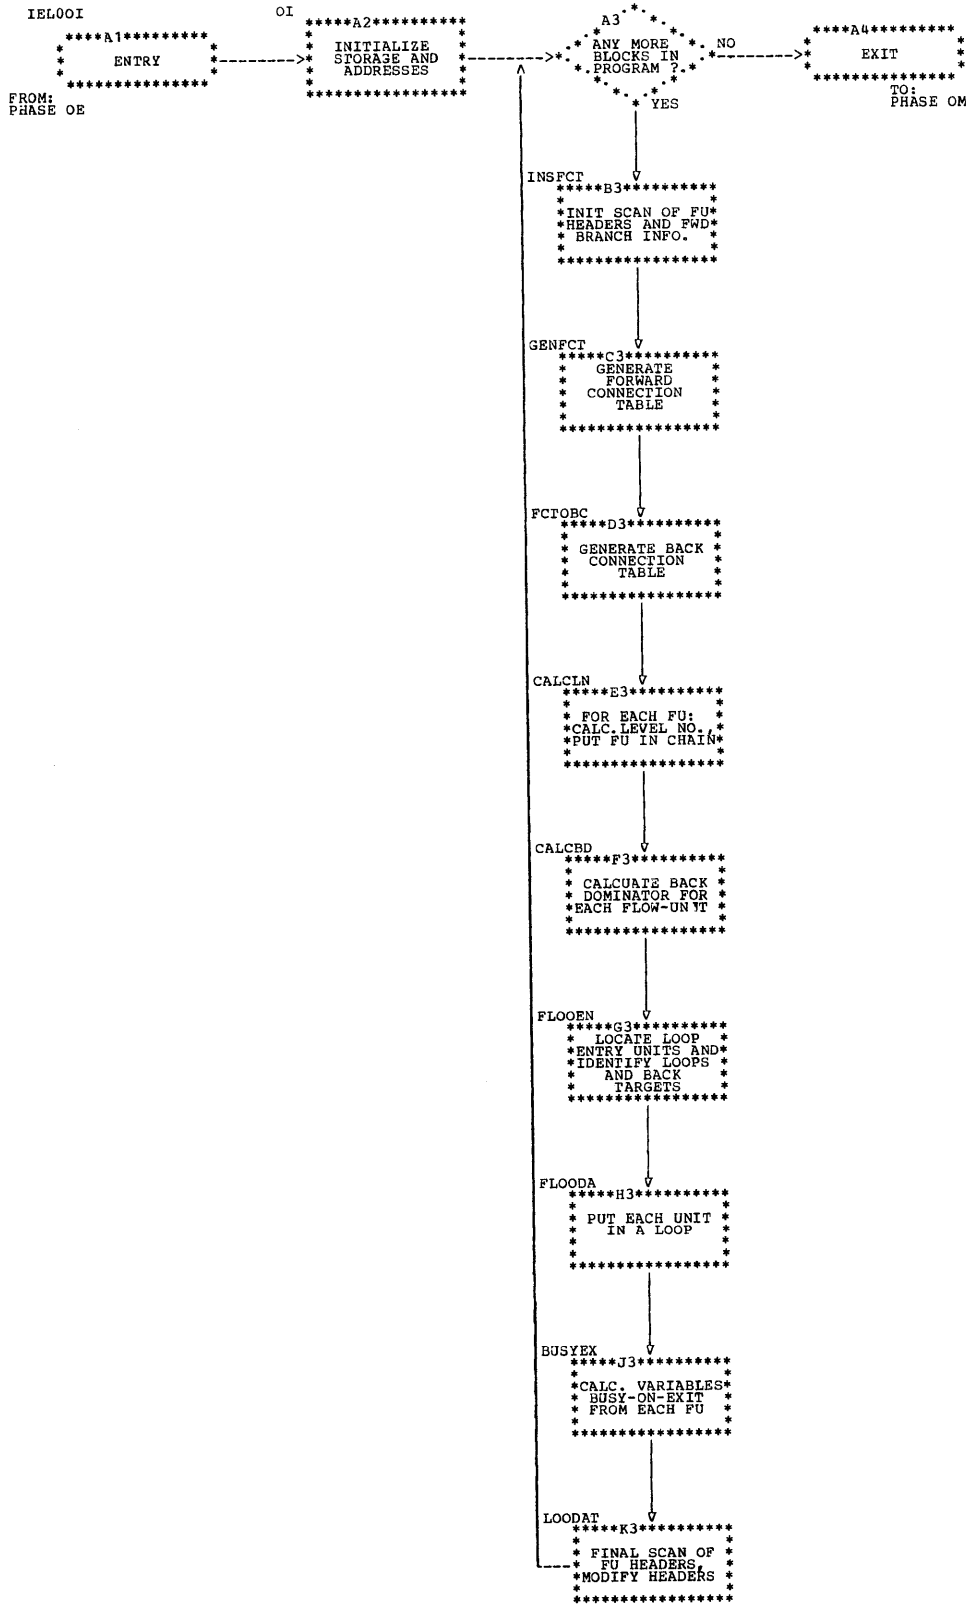 IEL0OI
OI
A1
ENTRY
FROM:
PHASE OE
A2
INITIALIZE
STORAGE AND
ADDRESSES
A3
ANY MORE
BLOCKS IN
PROGRAM ?
NO
YES
A4
EXIT
TO:
PHASE OM
INSFCT
B3
INIT SCAN OF FU
HEADERS AND FWD
BRANCH INFO.
GENFCT
C3
GENERATE
FORWARD
CONNECTION
TABLE
FCTOBC
D3
GENERATE BACK
CONNECTION
TABLE
CALCLN
E3
FOR EACH FU:
CALC.LEVEL NO.,
PUT FU IN CHAIN
CALCBD
F3
CALCUATE BACK
DOMINATOR FOR
EACH FLOW-UNIT
FLOOEN
G3
LOCATE LOOP
ENTRY UNITS AND
IDENTIFY LOOPS
AND BACK
TARGETS
FLOODA
H3
PUT EACH UNIT
IN A LOOP
BUSYEX
J3
CALC. VARIABLES
BUSY-ON-EXIT
FROM EACH FU
LOODAT
K3
FINAL SCAN OF
FU HEADERS,
MODIFY HEADERS